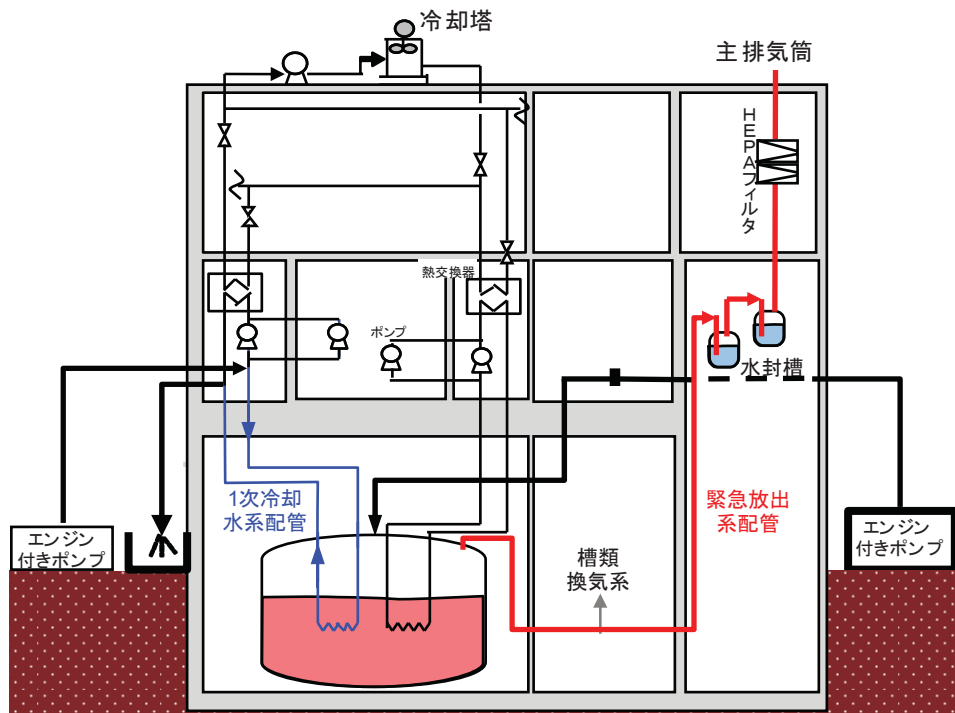 冷却塔
主排気筒
HEPAフィルタ
熱交換器
ポンプ
水封槽
1次冷却
水系配管
緊急放出
系配管
エンジン
付きポンプ
エンジン
付きポンプ
槽類
換気系